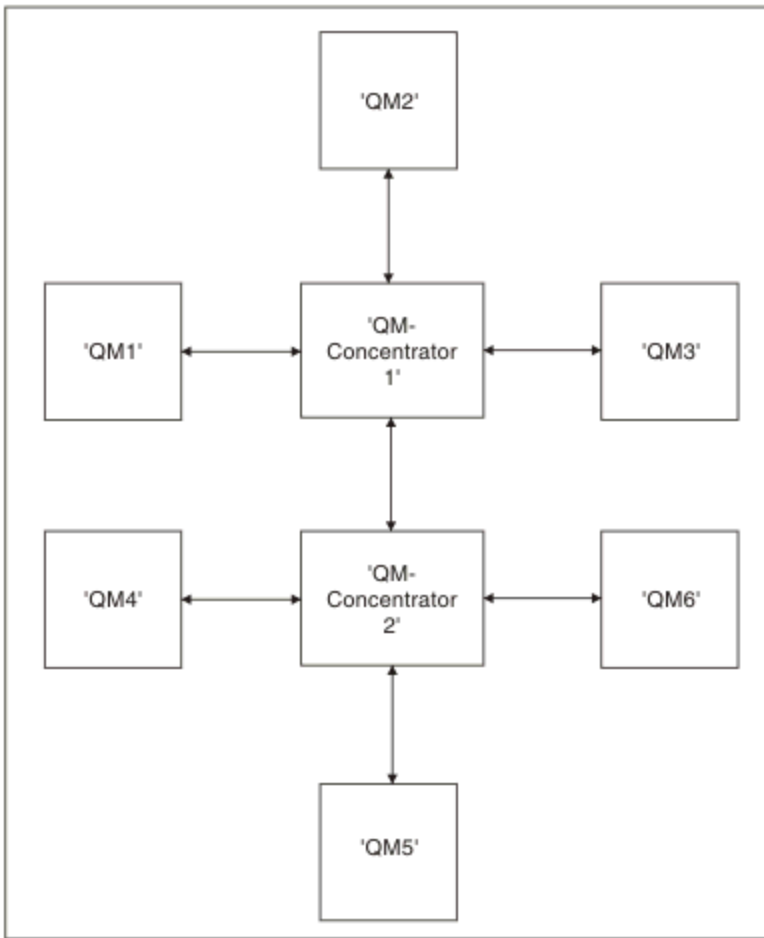 'QM2'
'QM1'
'QM-
Concentrator
1'
'QM3'
'QM4'
'QM-
Concentrator
2'
'QM6'
'QM5'